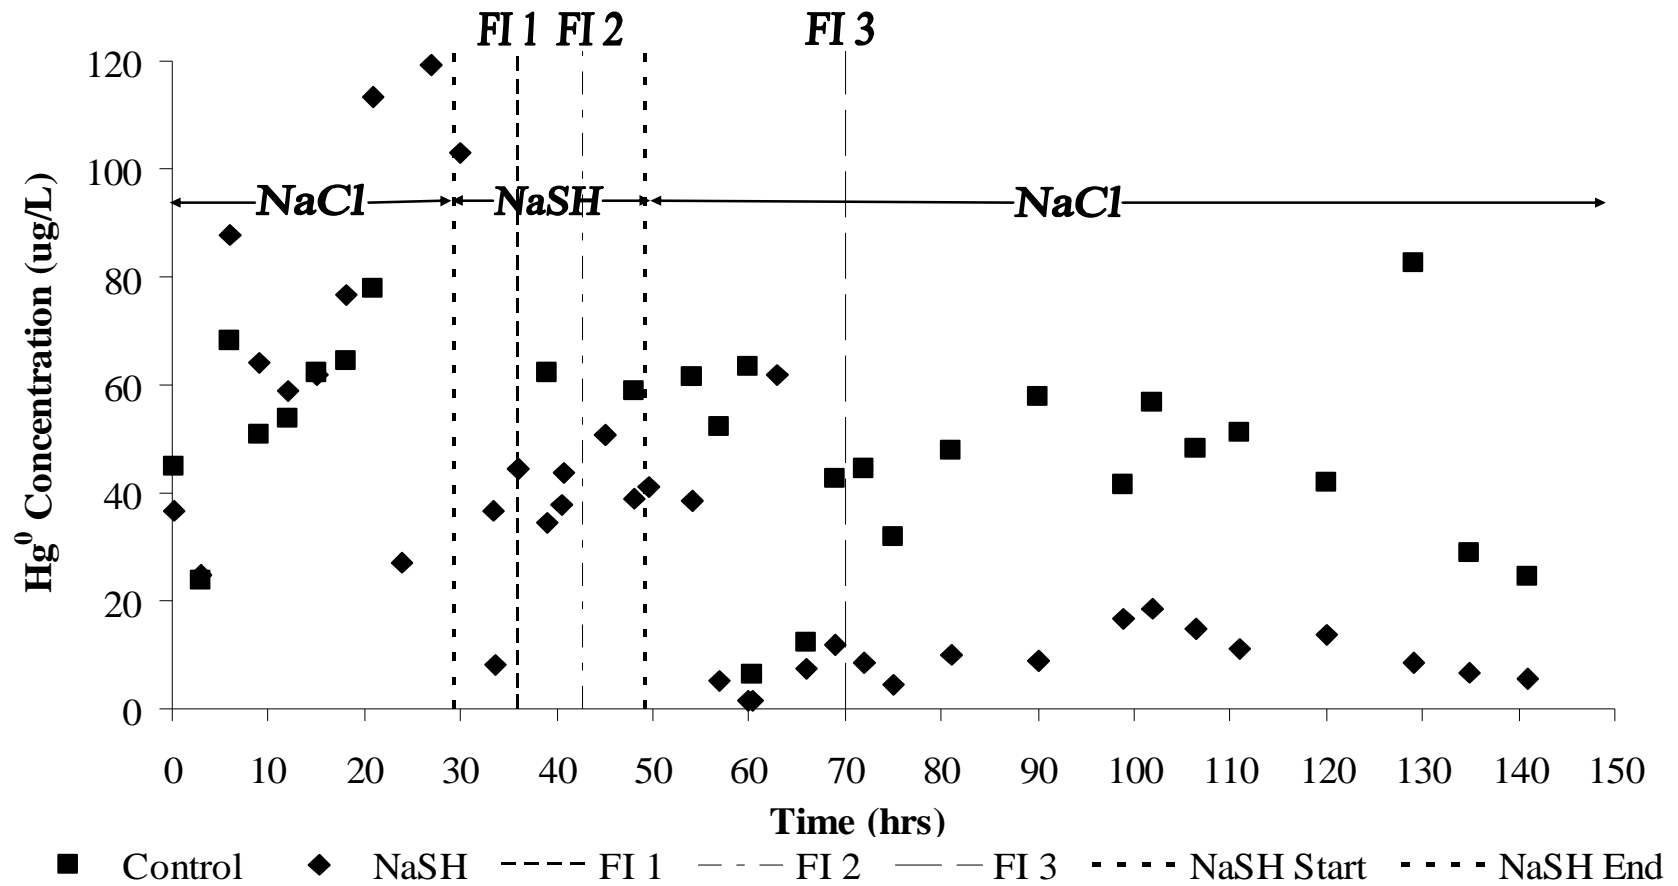 FI 1 FI 2 FI 3
120
100
80
60
40
20
0
Hg0 Concentration (ug/L)
NaCl NaSH NaCl
0 10 20 30 40 50 60 70 80 90 100 110 120 130 140 150
Time (hrs)
Control NaSH FI 1 FI 2 FI 3 NaSH Start NaSH End